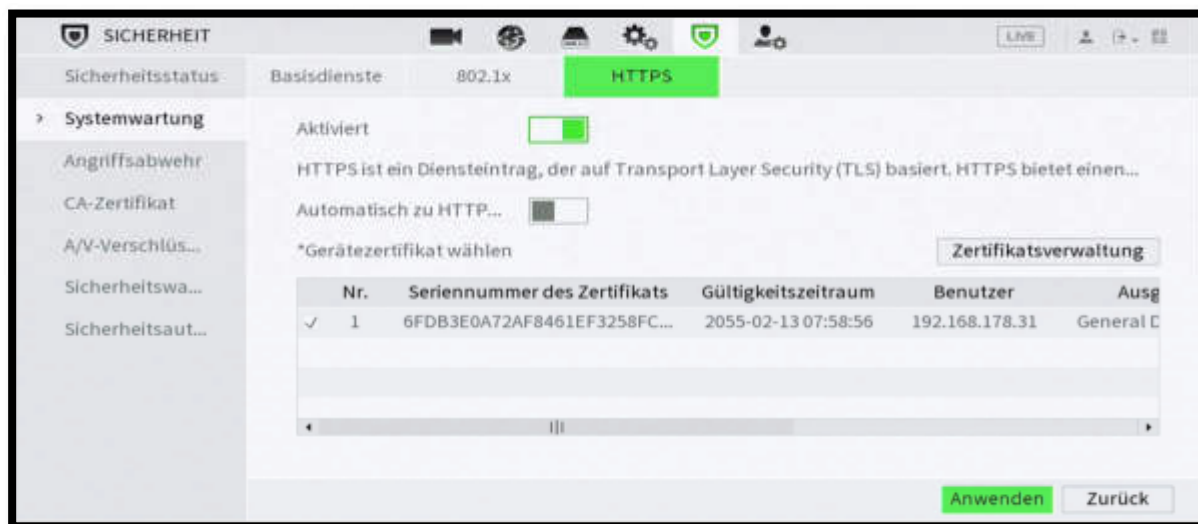 SICHERHEIT
LIVE
Sicherheitsstatus
Basisdienste
802.1x
HTTPS
Systemwartung
Aktiviert
Angriffsabwehr
HTTPS ist ein Diensteintrag, der auf Transport Layer Security (TLS) basiert. HTTPS bietet einen...
CA-Zertifikat
Automatisch zu HTTP...
A/V-Verschlüs...
*Gerätezertifikat wählen
Zertifikatsverwaltung
Sicherheitswa...
Nr. Seriennummer des Zertifikats Gültigkeitszeitraum Benutzer Ausg
Sicherheitsaut...
1 6FDB3E0A72AF8461EF3258FC... 2055-02-13 07:58:56 192.168.178.31 General D
Anwenden
Zurück